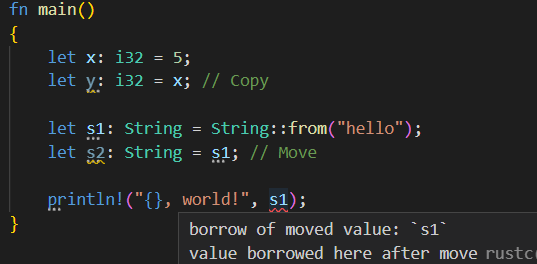 fn main()
{
    let x: i32 = 5;
    let y: i32 = x; // Copy
    let s1: String = String::from("hello");
    let s2: String = s1; // Move
    println!("{}, world!", s1);
}
borrow of moved value: `s1`
value borrowed here after move rustc(